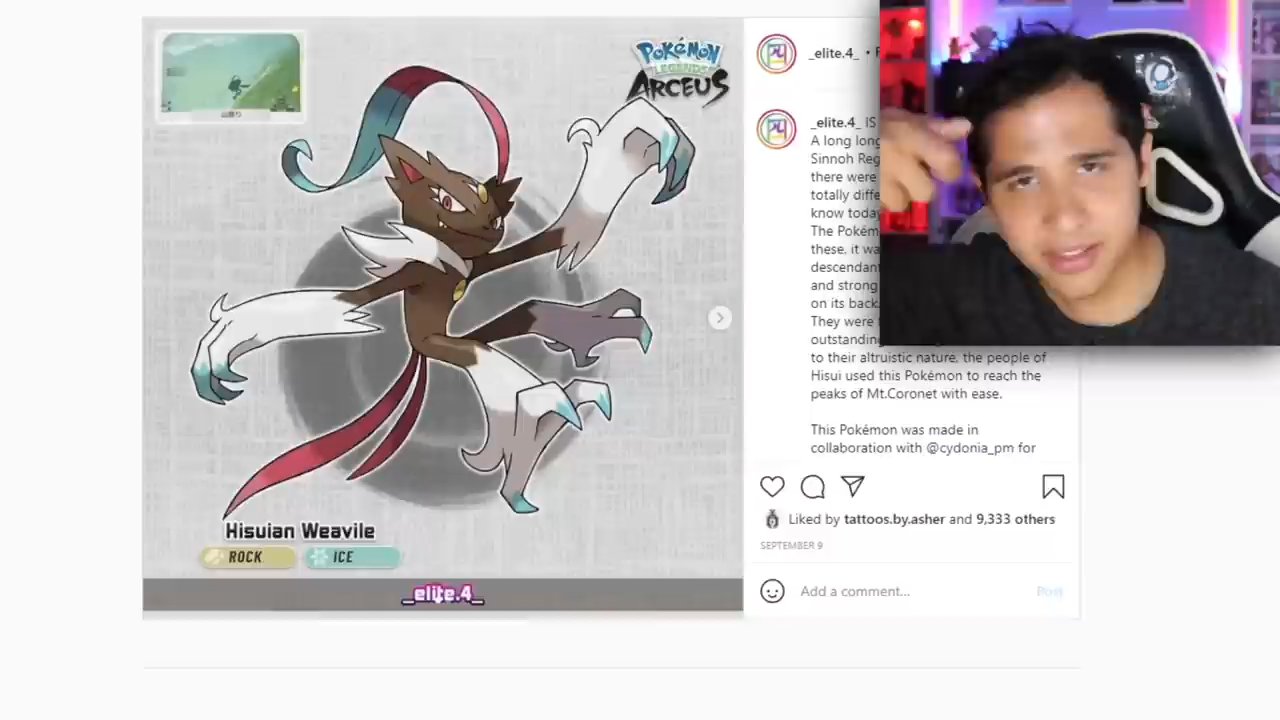 Pokémon
LEGENDS
ARCEUS
Hisuian Weavile
ROCK
ICE
_elite.4_
_elite.4_ •
_elite.4_ IS
A long long
Sinnoh Reg
there were
totally diffe
know today
The Pokém
these. it wa
descendant
and strong
on its back.
They were
outstanding
to their altruistic nature, the people of
Hisui used this Pokémon to reach the
peaks of Mt.Coronet with ease.
This Pokémon was made in
collaboration with @cydonia_pm for
Liked by tattoos.by.asher and 9,333 others
SEPTEMBER 9
Add a comment...
Post